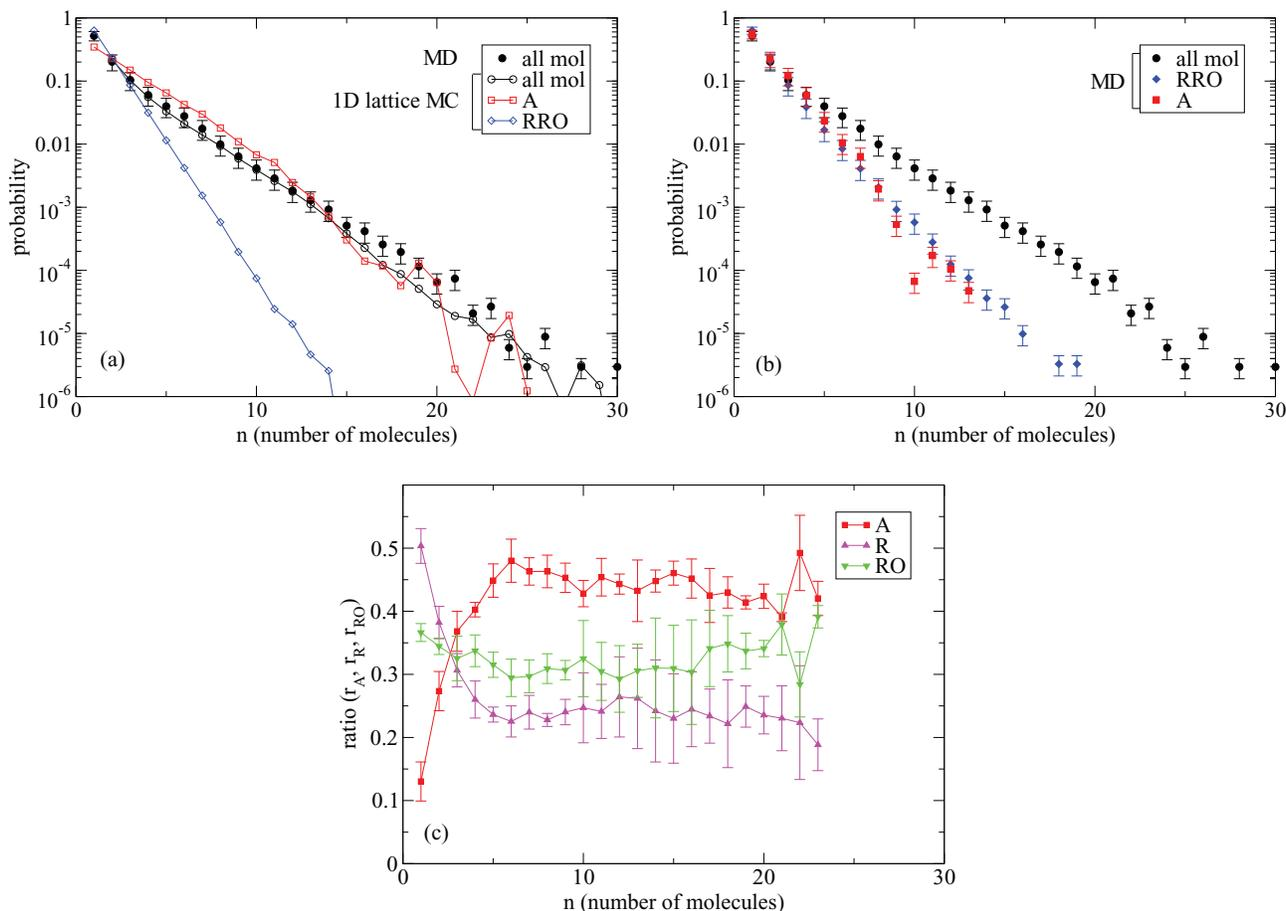 1
0.1
0.01
10-3
10-4
10-5
10-6
probability
0 10 20 30
n (number of molecules)
(a)
MD
all mol
1D lattice MC
all mol
A
RRO
1
0.1
0.01
10-3
10-4
10-5
10-6
probability
0 10 20 30
n (number of molecules)
(b)
MD
all mol
RRO
A
0.5
0.4
0.3
0.2
0.1
0
ratio (rA, rR, rRO)
0 10 20 30
n (number of molecules)
(c)
A
R
RO